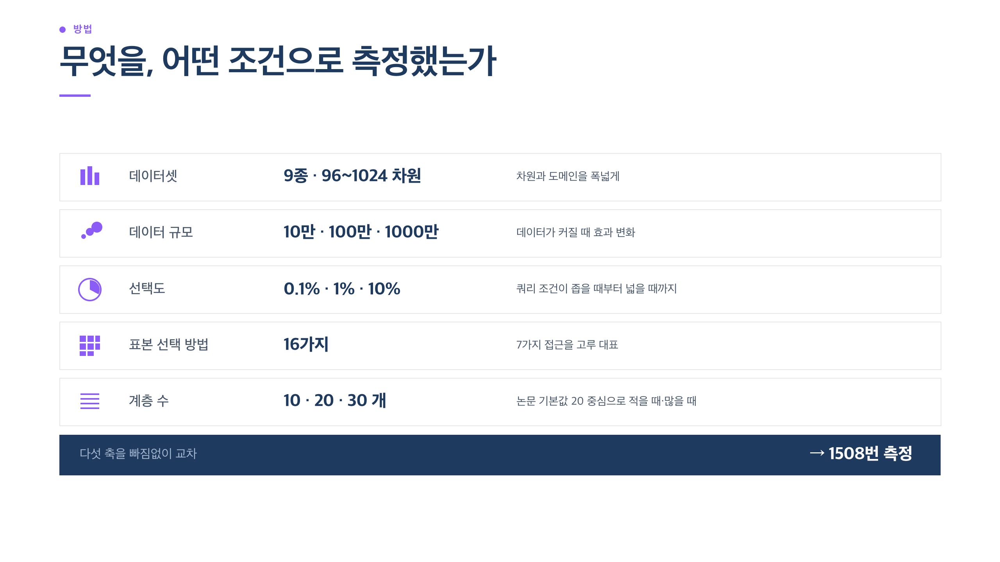 방법
무엇을, 어떤 조건으로 측정했는가
데이터셋 9종 · 96~1024 차원 차원과 도메인을 폭넓게
데이터 규모 10만 · 100만 · 1000만 데이터가 커질 때 효과 변화
선택도 0.1% · 1% · 10% 쿼리 조건이 좁을 때부터 넓을 때까지
표본 선택 방법 16가지 7가지 접근을 고루 대표
계층 수 10 · 20 · 30 개 논문 기본값 20 중심으로 적을 때·많을 때
다섯 축을 빠짐없이 교차 → 1508번 측정